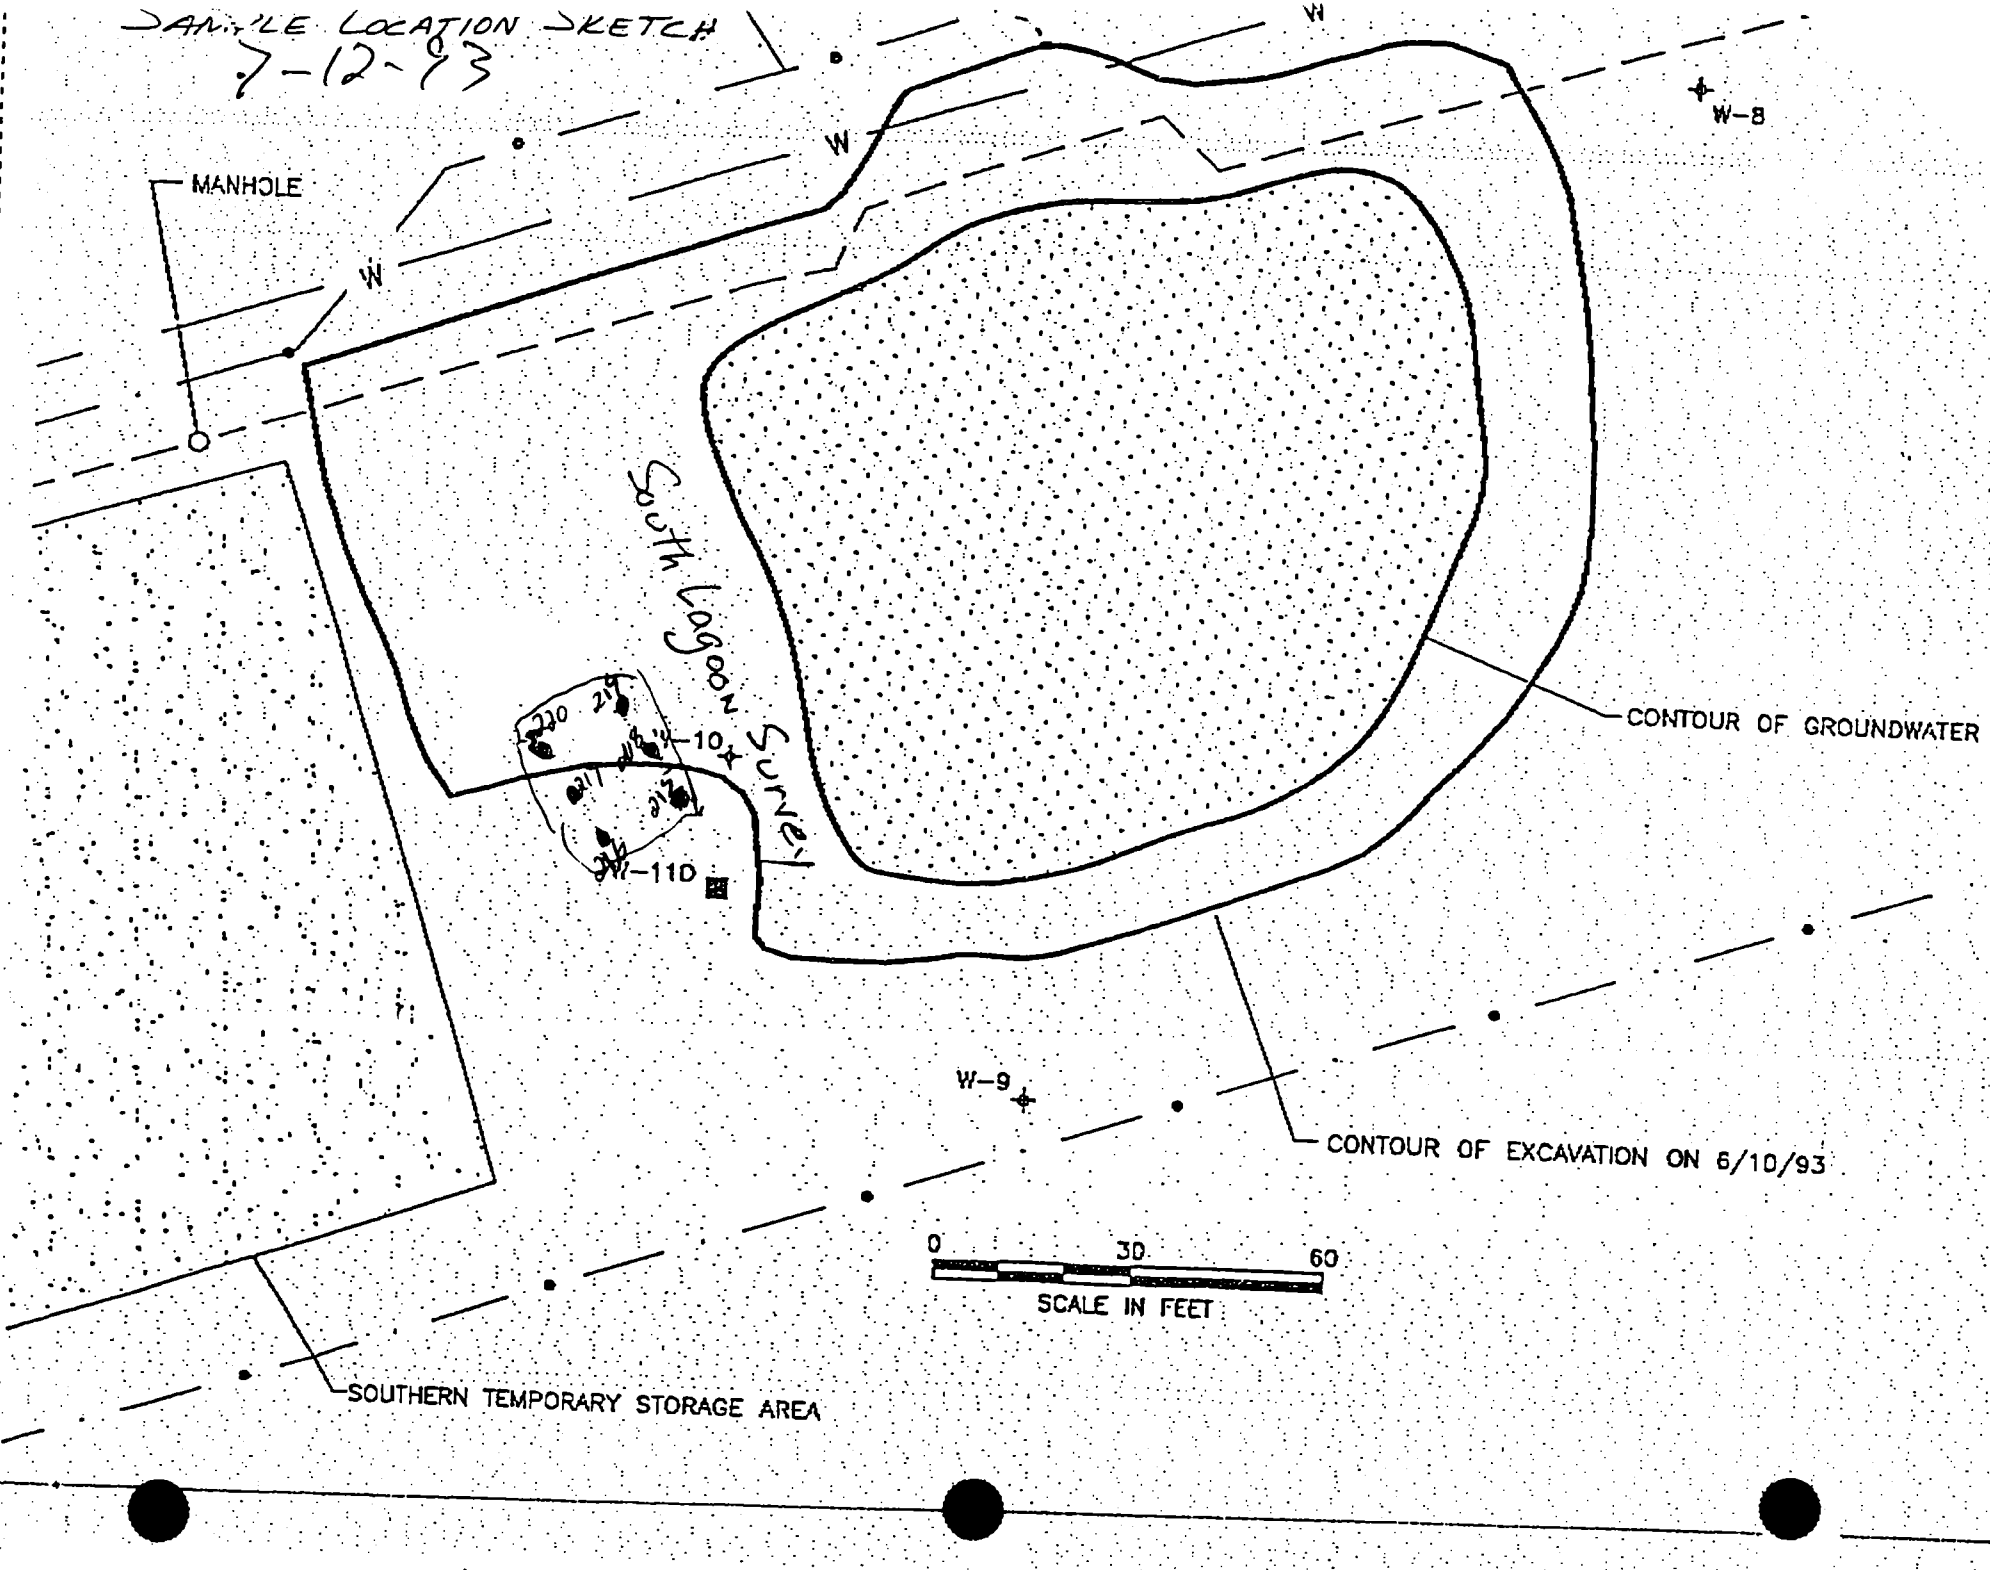 SAMPLE LOCATION SKETCH
7-12-93
W
W-8
W
MANHOLE
W
South Lagoon Survey
219
220
218
-10
217
215
-11D
CONTOUR OF GROUNDWATER
W-9
CONTOUR OF EXCAVATION ON 6/10/93
0 30 60
SCALE IN FEET
SOUTHERN TEMPORARY STORAGE AREA